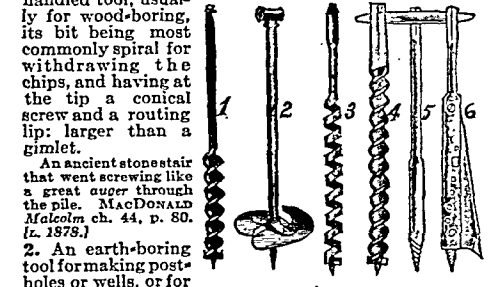 handled tool, usual-
ly for wood-boring,
its bit being most
commonly spiral for
withdrawing the
chips, and having at
the tip a conical
screw and a routing
lip: larger than a
gimlet.
An ancient stone stair
that went screwing like
a great auger through
the pile. MACDONALD
Malcolm ch. 44, p. 80.
[L. 1878.]
2. An earth-boring
tool for making post-
holes or wells, or for
1 2 3 4 5 6